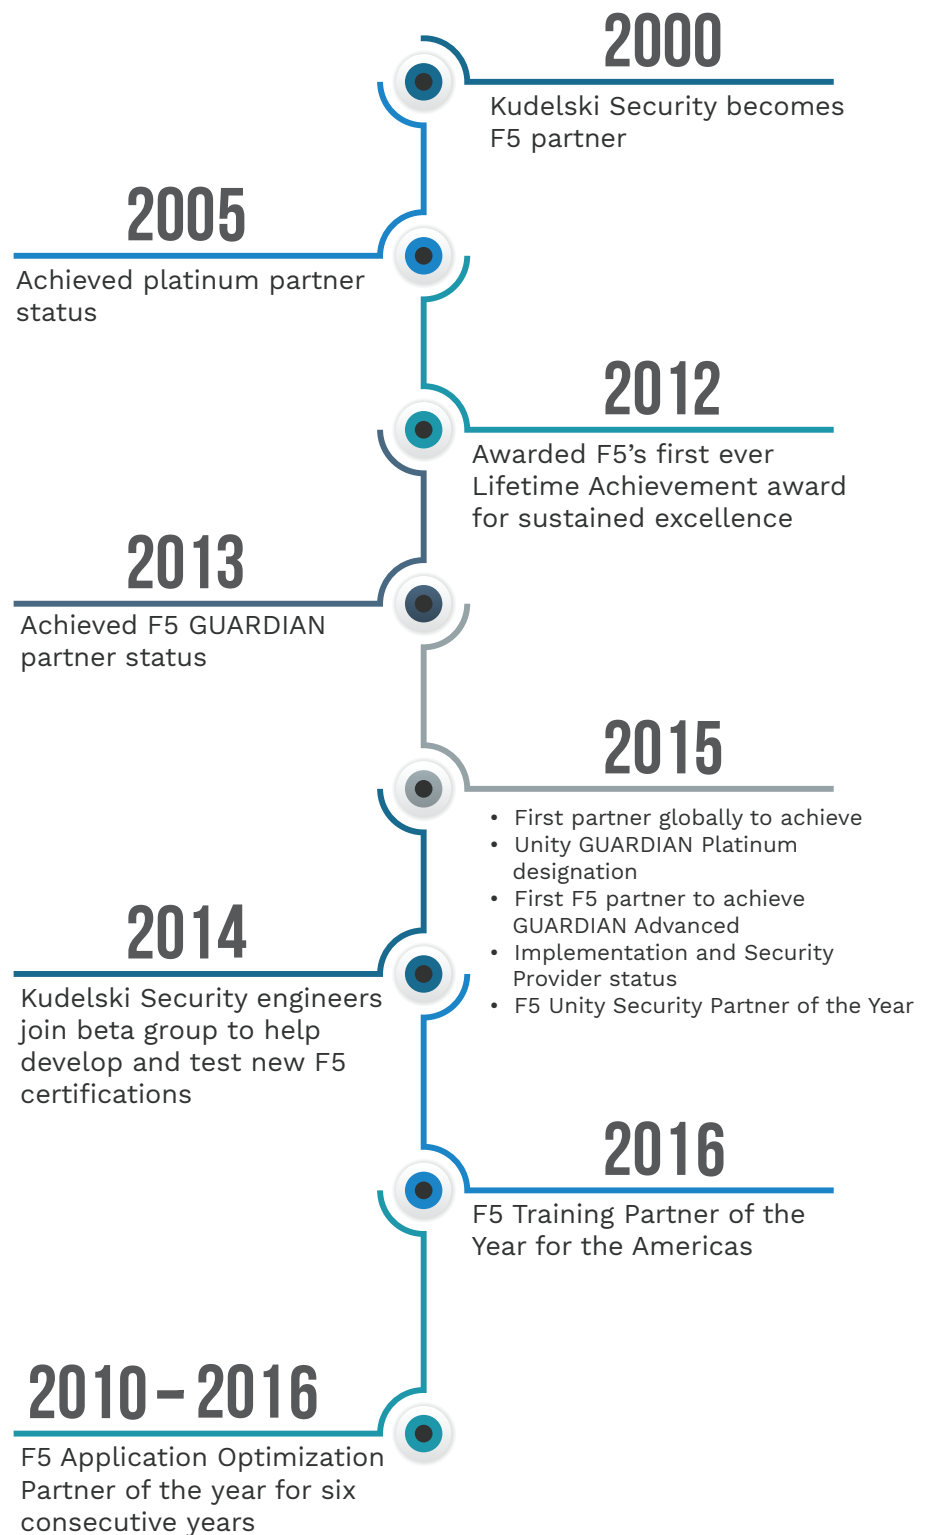 2000
Kudelski Security becomes
F5 partner
2005
Achieved platinum partner
status
2012
Awarded F5’s first ever
Lifetime Achievement award
for sustained excellence
2013
Achieved F5 GUARDIAN
partner status
2015
• First partner globally to achieve
• Unity GUARDIAN Platinum
designation
• First F5 partner to achieve
GUARDIAN Advanced
• Implementation and Security
Provider status
• F5 Unity Security Partner of the Year
2014
Kudelski Security engineers
join beta group to help
develop and test new F5
certifications
2016
F5 Training Partner of the
Year for the Americas
2010 – 2016
F5 Application Optimization
Partner of the year for six
consecutive years